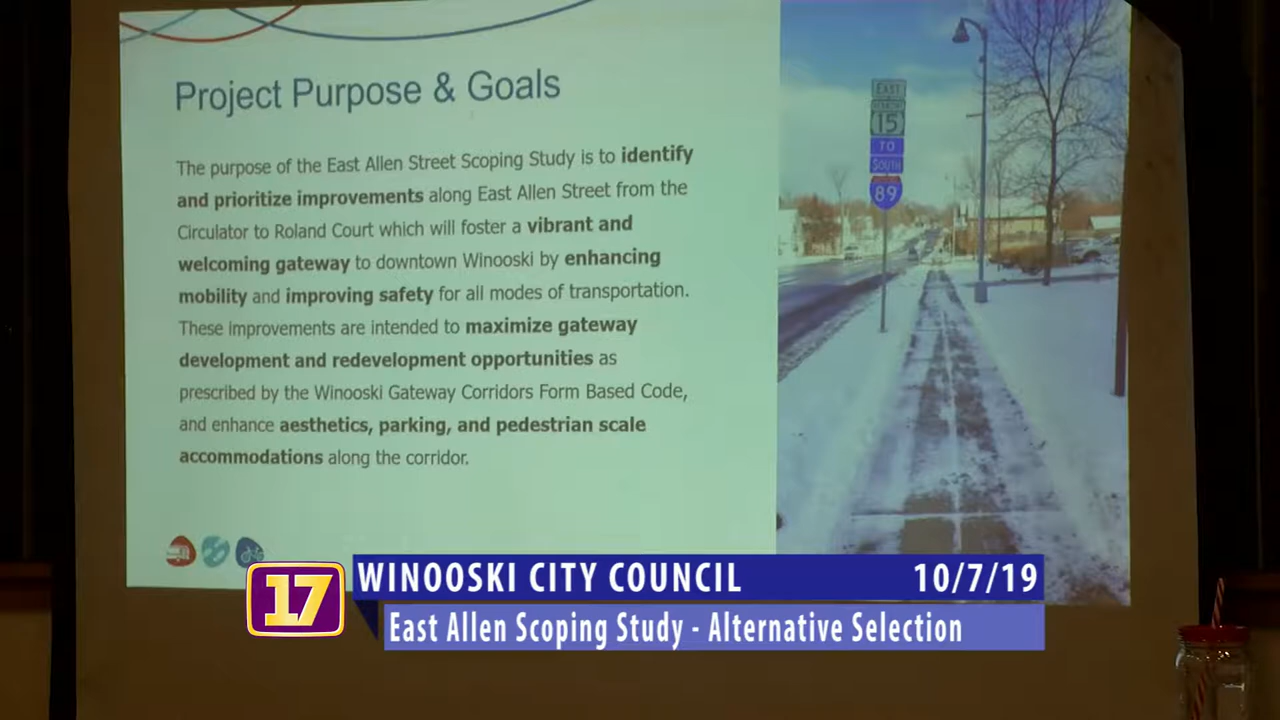 Project Purpose & Goals
The purpose of the East Allen Street Scoping Study is to identify
and prioritize improvements along East Allen Street from the
Circulator to Roland Court which will foster a vibrant and
welcoming gateway to downtown Winooski by enhancing
mobility and improving safety for all modes of transportation.
These improvements are intended to maximize gateway
development and redevelopment opportunities as
prescribed by the Winooski Gateway Corridors Form Based Code,
and enhance aesthetics, parking, and pedestrian scale
accommodations along the corridor.
EAST
VERMONT
15
TO
SOUTH
89
17
WINOOSKI CITY COUNCIL 10/7/19
East Allen Scoping Study - Alternative Selection